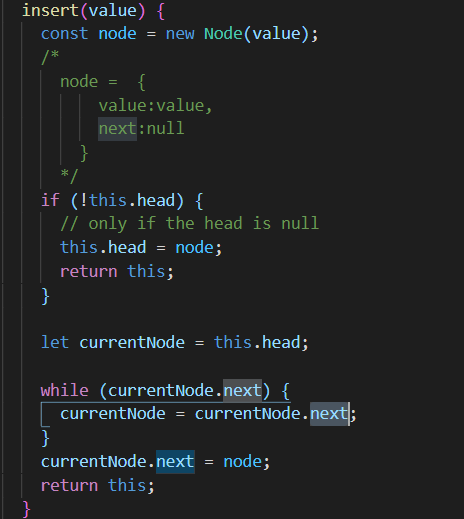 insert(value) {
const node = new Node(value);
/*
node =  {
value:value,
next:null
}
*/
if (!this.head) {
// only if the head is null
this.head = node;
return this;
}
let currentNode = this.head;
while (currentNode.next) {
currentNode = currentNode.next;
}
currentNode.next = node;
return this;
}